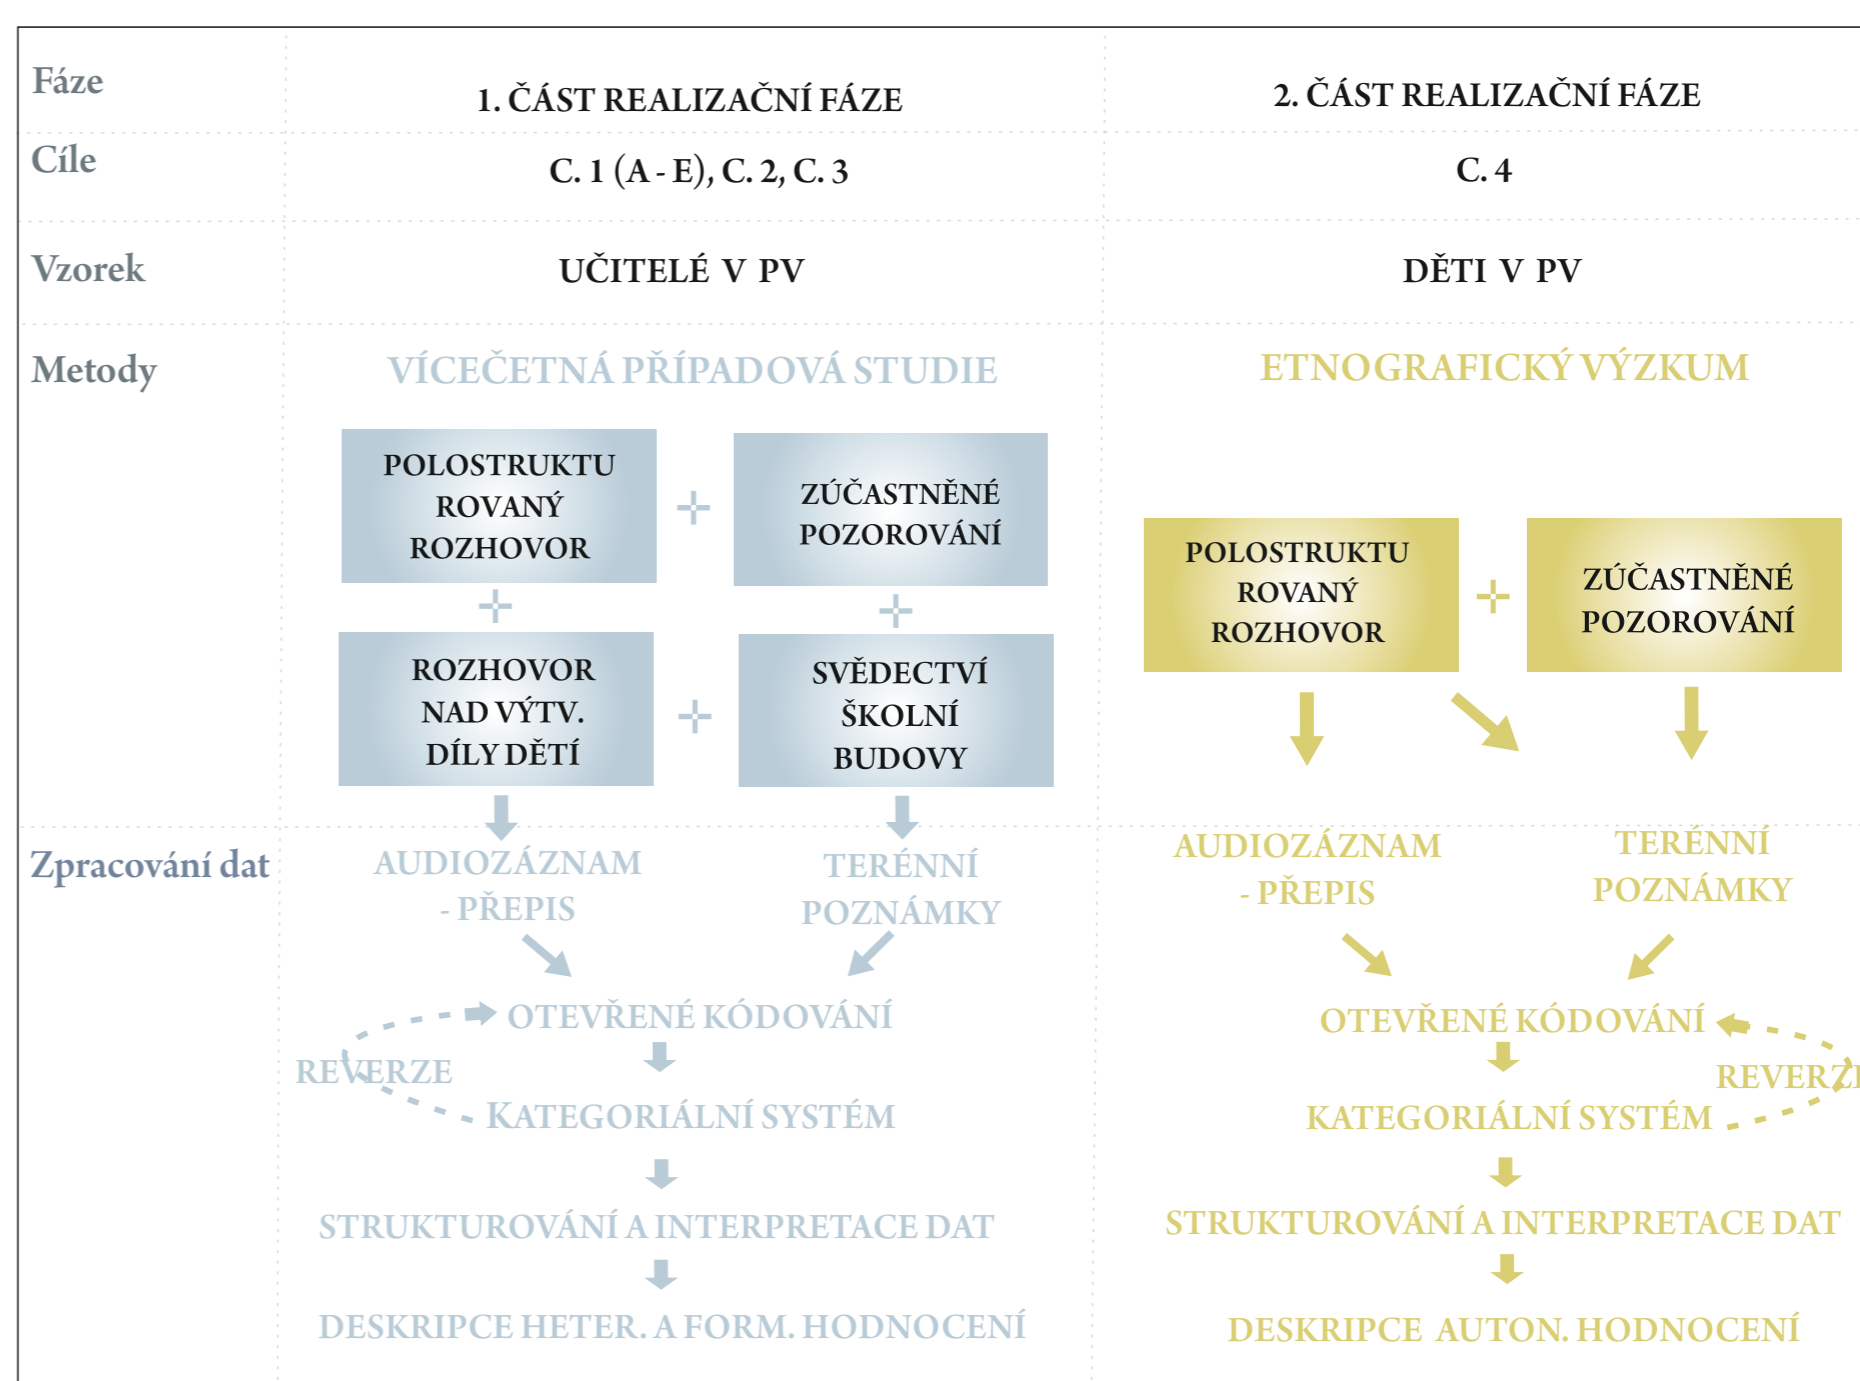 Fáze
1. ČÁST REALIZAČNÍ FÁZE
2. ČÁST REALIZAČNÍ FÁZE
Cíle
C. 1 (A - E), C. 2, C. 3
C. 4
Vzorek
UČITELÉ V PV
DĚTI V PV
Metody
VÍCEČETNÁ PŘÍPADOVÁ STUDIE
ETNOGRAFICKÝ VÝZKUM
POLOSTRUKTU
ROVANÝ
ROZHOVOR
ZÚČASTNĚNÉ
POZOROVÁNÍ
ROZHOVOR
NAD VÝTV.
DÍLY DĚTÍ
SVĚDECTVÍ
ŠKOLNÍ
BUDOVY
POLOSTRUKTU
ROVANÝ
ROZHOVOR
ZÚČASTNĚNÉ
POZOROVÁNÍ
Zpracování dat
AUDIOZÁZNAM
- PŘEPIS
TERÉNNÍ
POZNÁMKY
OTEVŘENÉ KÓDOVÁNÍ
REVERZE
KATEGORIÁLNÍ SYSTÉM
STRUKTUROVÁNÍ A INTERPRETACE DAT
DESKRIPCE HETER. A FORM. HODNOCENÍ
AUDIOZÁZNAM
- PŘEPIS
TERÉNNÍ
POZNÁMKY
OTEVŘENÉ KÓDOVÁNÍ
REVERZE
KATEGORIÁLNÍ SYSTÉM
STRUKTUROVÁNÍ A INTERPRETACE DAT
DESKRIPCE AUTON. HODNOCENÍ